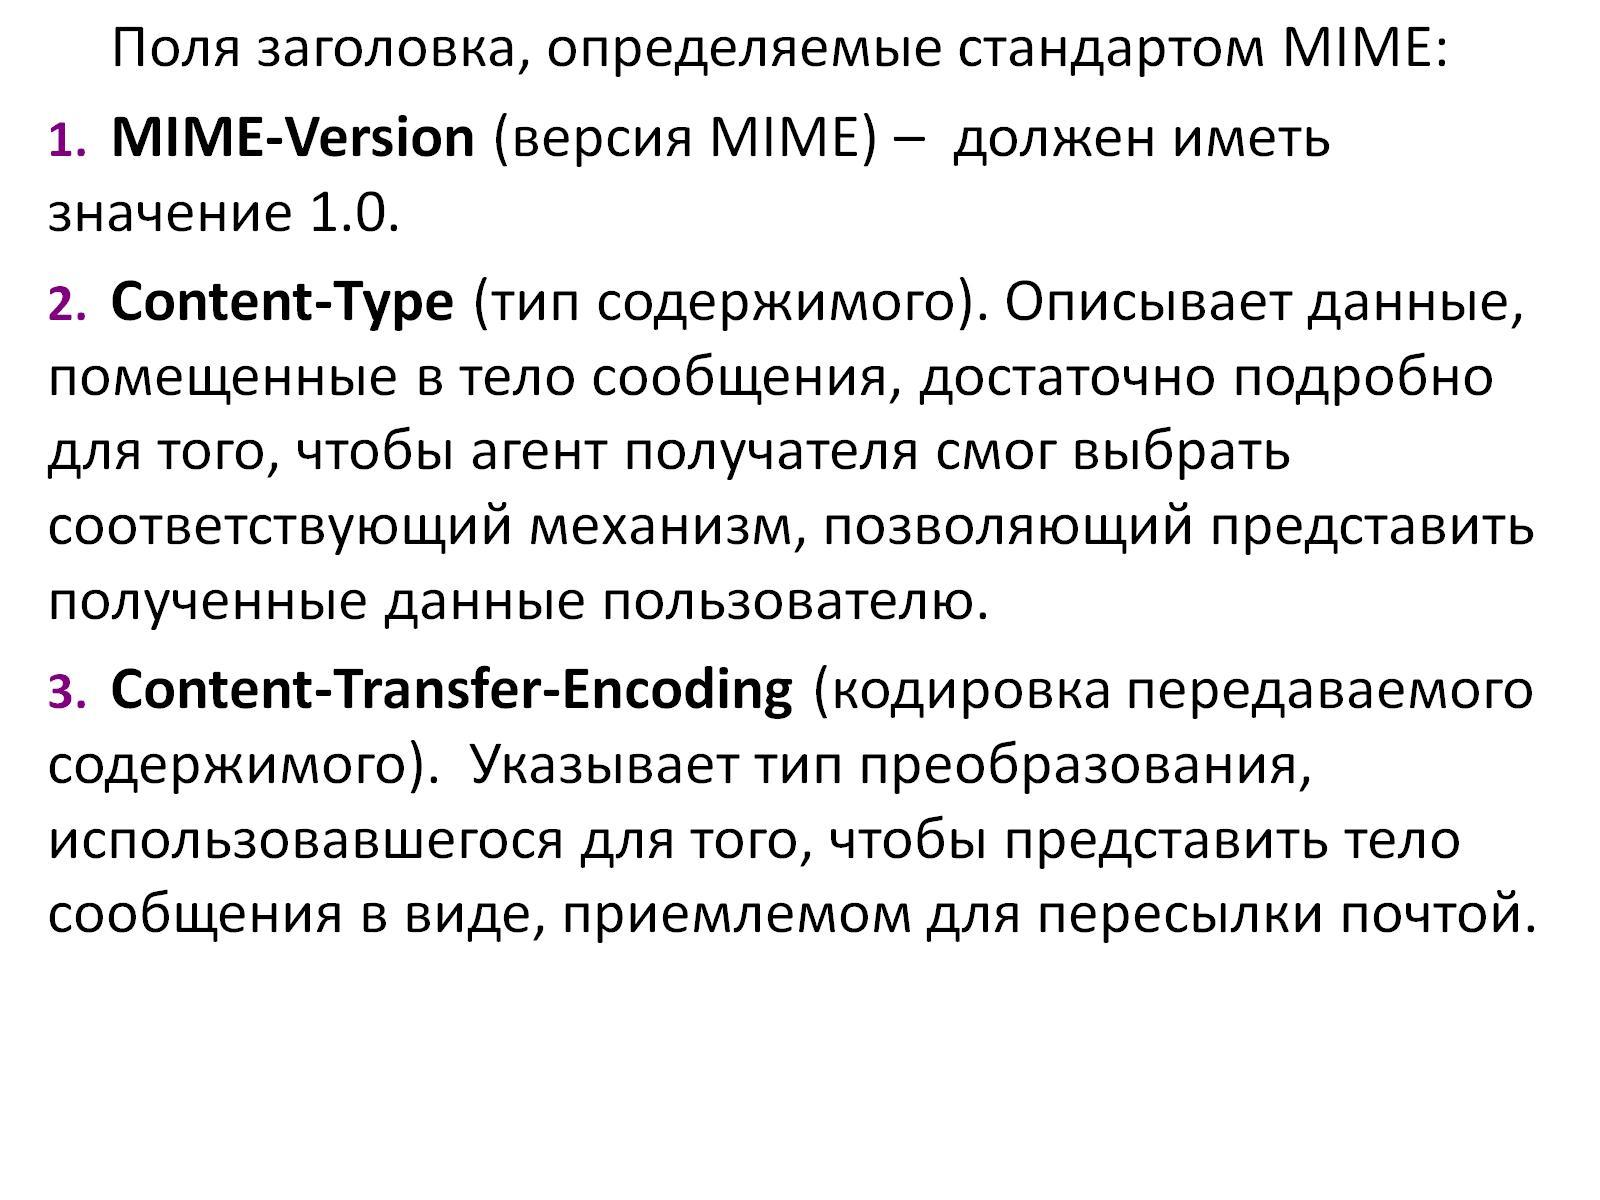 Поля заголовка, определяемые стандартом MIME:
1. MIME-Version (версия MIME) – должен иметь
значение 1.0.
2. Content-Type (тип содержимого). Описывает данные,
помещенные в тело сообщения, достаточно подробно
для того, чтобы агент получателя смог выбрать
соответствующий механизм, позволяющий представить
полученные данные пользователю.
3. Content-Transfer-Encoding (кодировка передаваемого
содержимого). Указывает тип преобразования,
использовавшегося для того, чтобы представить тело
сообщения в виде, приемлемом для пересылки почтой.